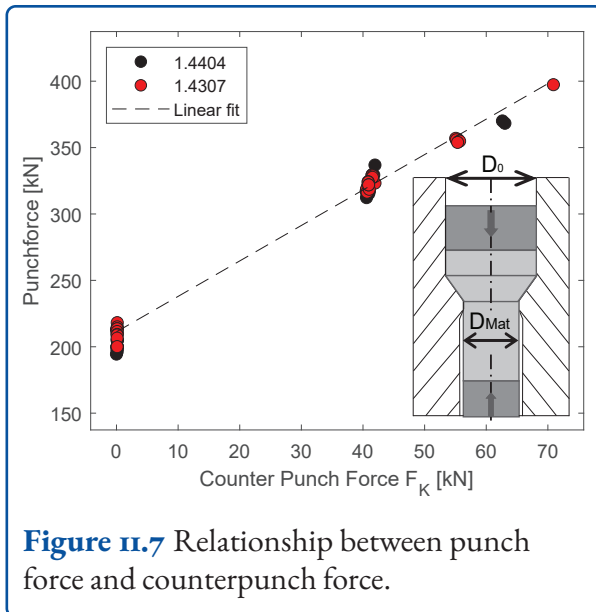 1.4404
1.4307
Linear fit
400
350
300
250
200
150
Punchforce [kN]
0
10
20
30
40
50
60
70
Counter Punch Force F_K [kN]
D₀
DMat
Figure 11.7 Relationship between punch
force and counterpunch force.